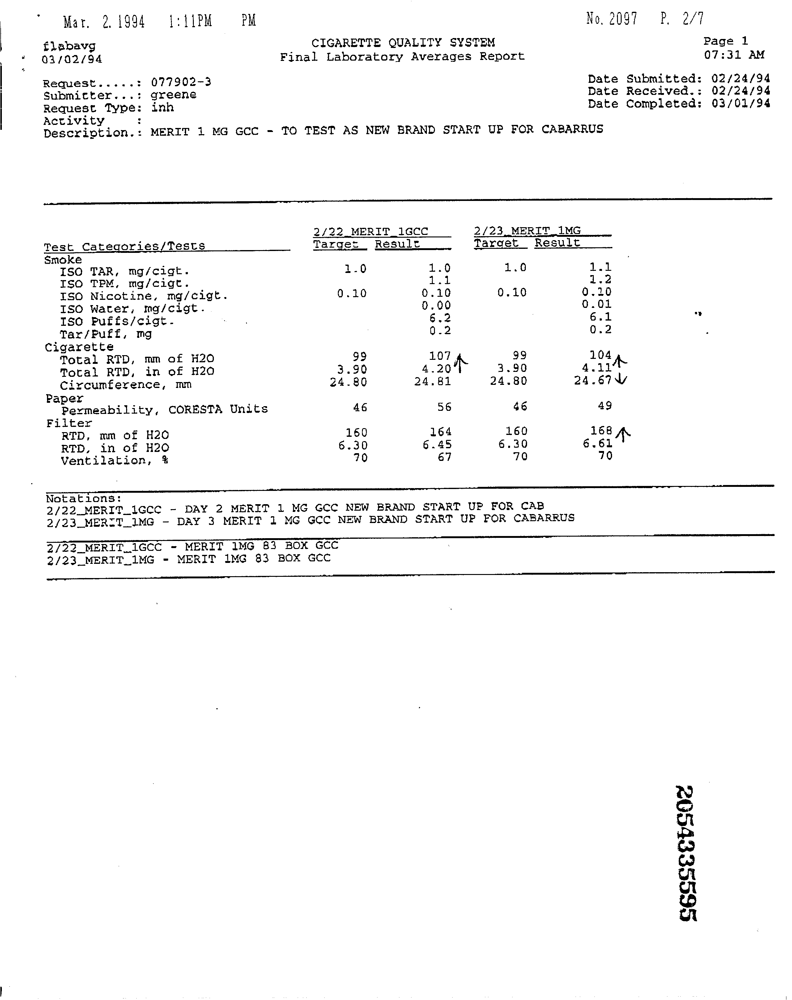 Mar. 2. 1994 1:11PM PM No. 2097 P. 2/7
flabavg CIGARETTE QUALITY SYSTEM Page 1
03/02/94 Final Laboratory Averages Report 07:31 AM
Request.....: 077902-3 Date Submitted: 02/24/94
Submitter...: greene Date Received.: 02/24/94
Request Type: inh Date Completed: 03/01/94
Activity :
Description.: MERIT 1 MG GCC - TO TEST AS NEW BRAND START UP FOR CABARRUS
2/22_MERIT_1GCC 2/23_MERIT_1MG
Test Categories/Tests Target Result Target Result
Smoke
ISO TAR, mg/cigt. 1.0 1.0 1.0 1.1
ISO TPM, mg/cigt. 1.1 1.2
ISO Nicotine, mg/cigt. 0.10 0.10 0.10 0.10
ISO Water, mg/cigt. 0.00 0.01
ISO Puffs/cigt. 6.2 6.1
Tar/Puff, mg 0.2 0.2
Cigarette
Total RTD, mm of H2O 99 107 ↑ 99 104 ↑
Total RTD, in of H2O 3.90 4.20 3.90 4.11
Circumference, mm 24.80 24.81 24.80 24.67 ↓
Paper
Permeability, CORESTA Units 46 56 46 49
Filter
RTD, mm of H2O 160 164 160 168 ↑
RTD, in of H2O 6.30 6.45 6.30 6.61
Ventilation, % 70 67 70 70
Notations:
2/22_MERIT_1GCC - DAY 2 MERIT 1 MG GCC NEW BRAND START UP FOR CAB
2/23_MERIT_1MG - DAY 3 MERIT 1 MG GCC NEW BRAND START UP FOR CABARRUS
2/22_MERIT_1GCC - MERIT 1MG 83 BOX GCC
2/23_MERIT_1MG - MERIT 1MG 83 BOX GCC
2054335595